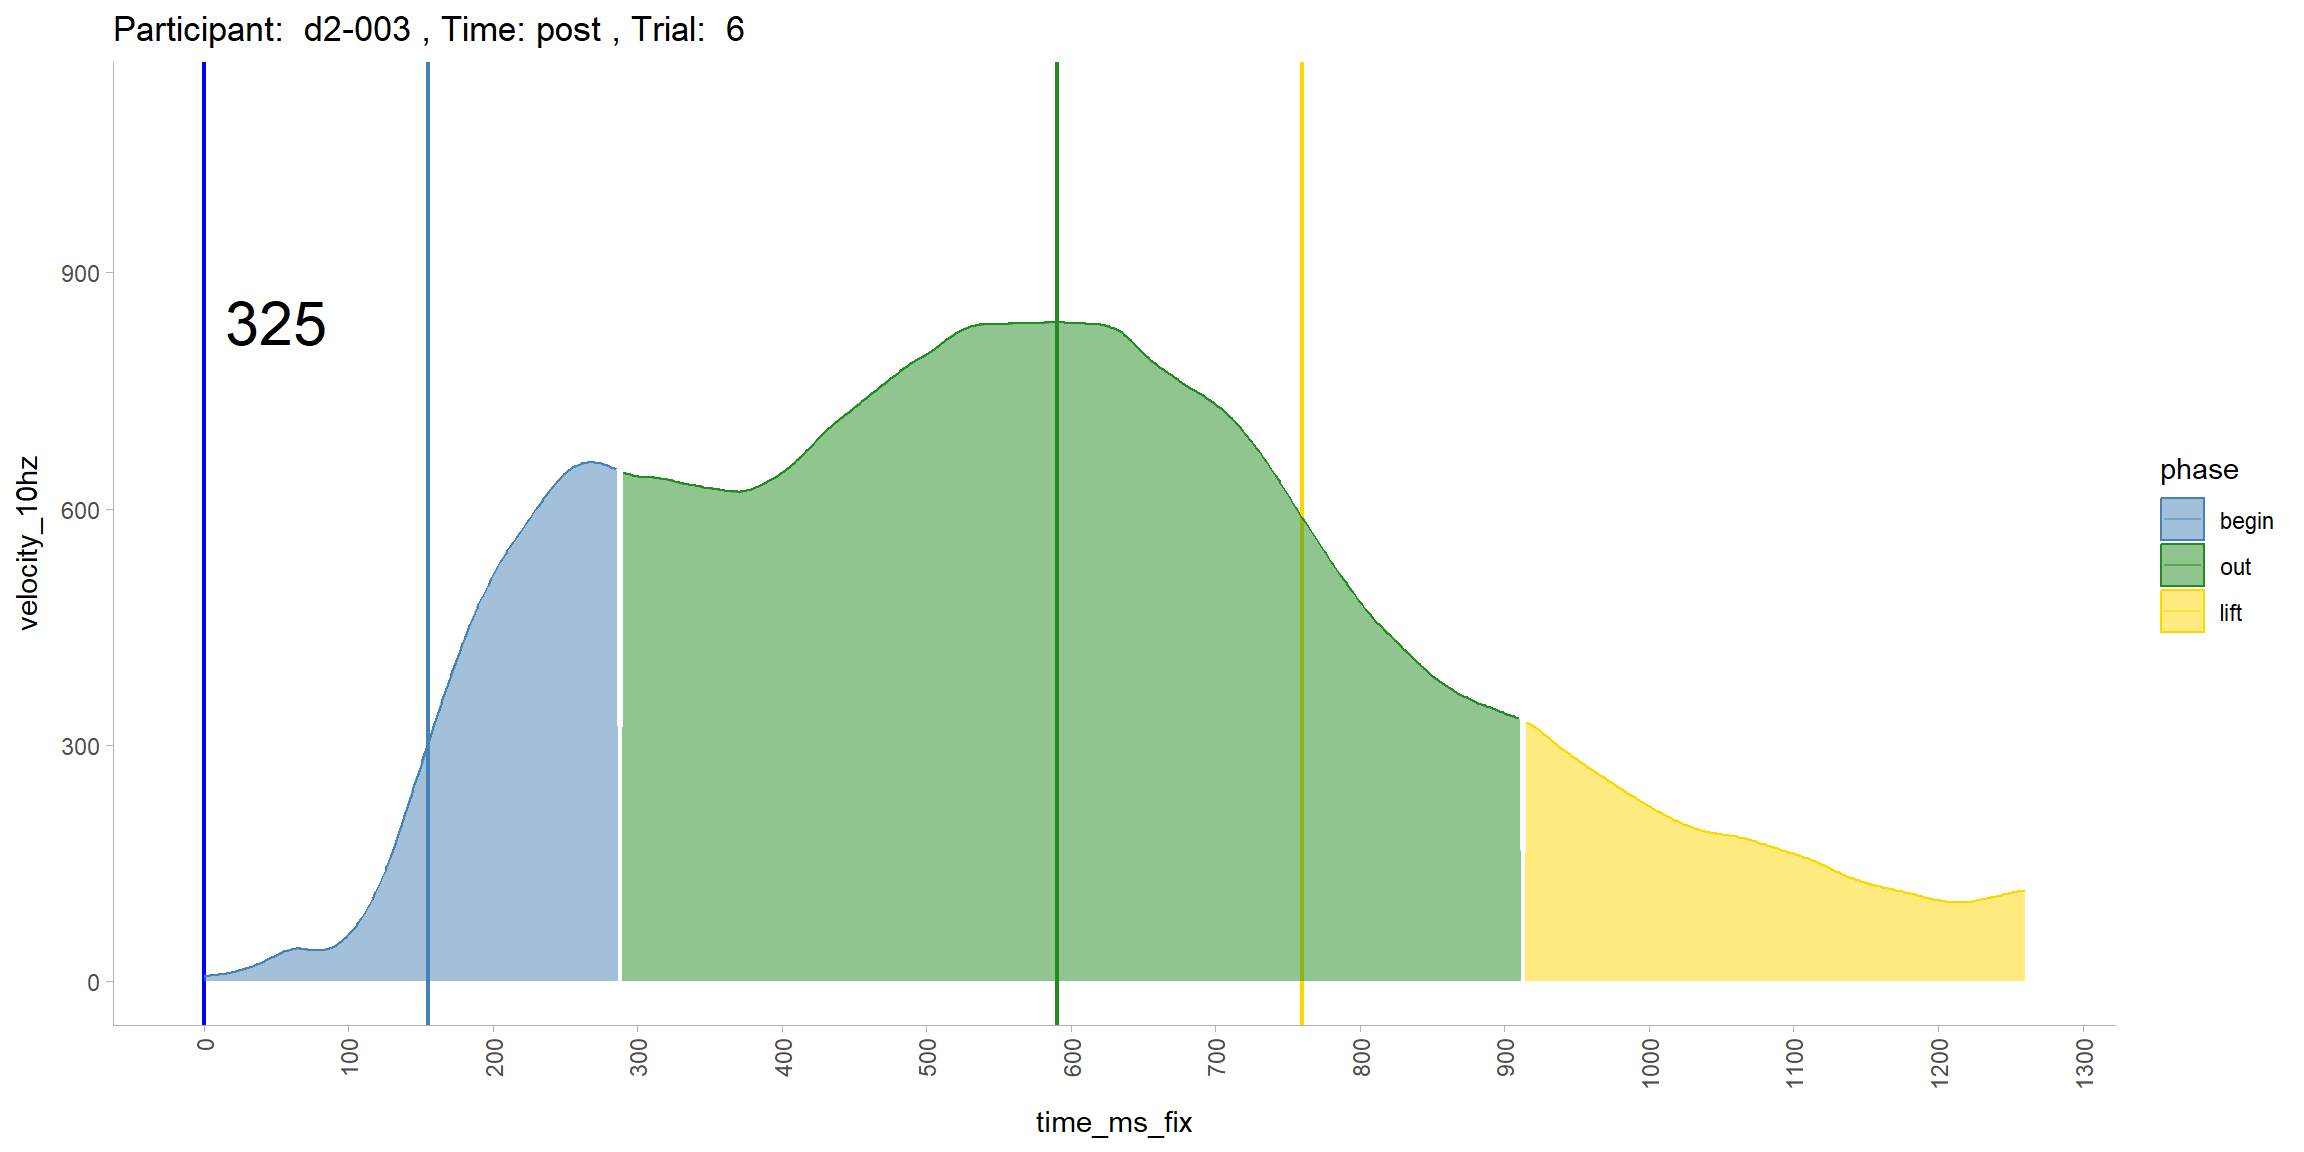 Participant:  d2-003 , Time: post , Trial:  6
velocity_10hz
900
600
300
0
325
0
100
200
300
400
500
600
700
800
900
1000
1100
1200
1300
time_ms_fix
phase
begin
out
lift